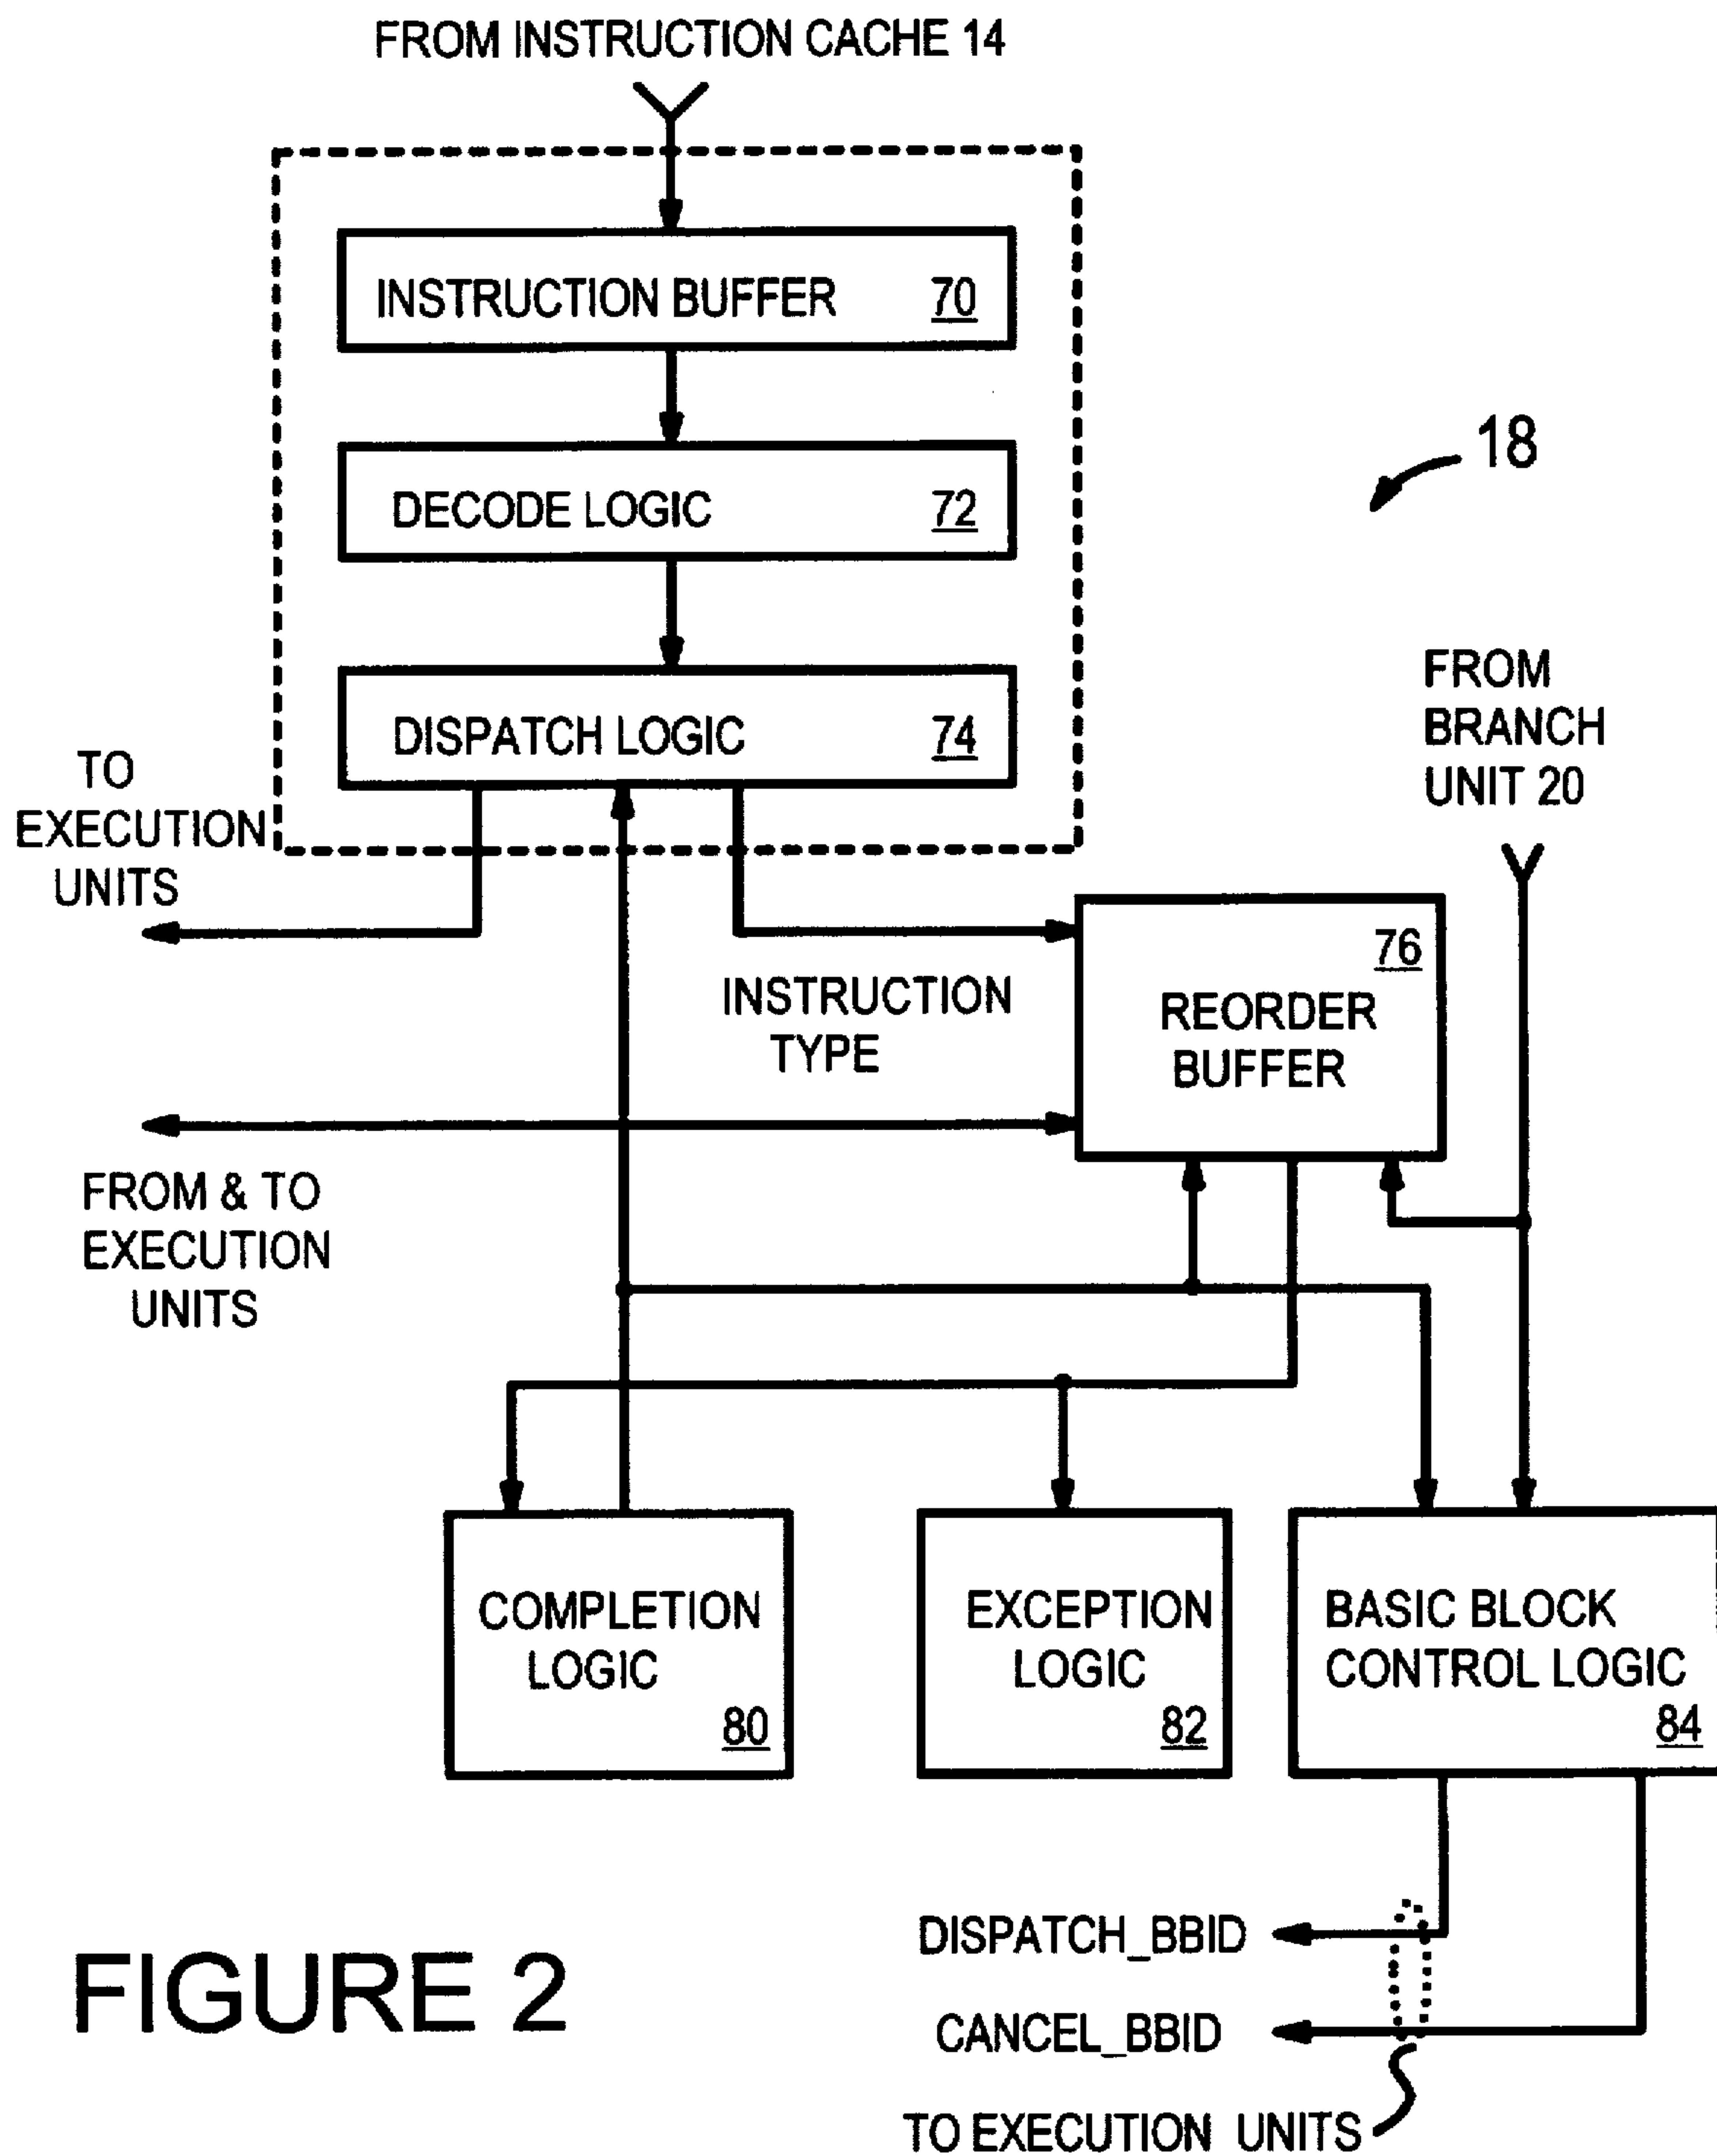 FROM INSTRUCTION CACHE 14
INSTRUCTION BUFFER 70
18
DECODE LOGIC 72
FROM
BRANCH
UNIT 20
DISPATCH LOGIC 74
TO
EXECUTION
UNITS
76
REORDER
BUFFER
INSTRUCTION
TYPE
FROM & TO
EXECUTION
UNITS
COMPLETION
LOGIC
80
EXCEPTION
LOGIC
82
BASIC BLOCK
CONTROL LOGIC
84
DISPATCH_BBID
CANCEL_BBID
TO EXECUTION UNITS
FIGURE 2